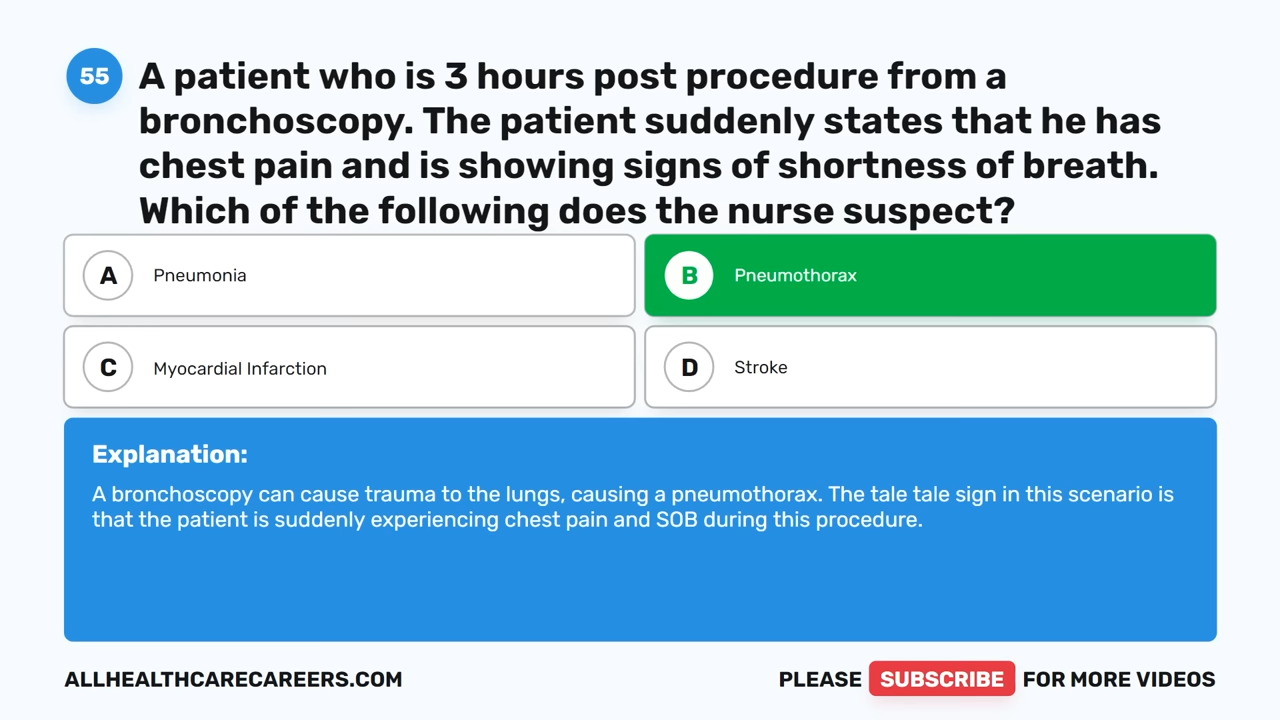 55
A patient who is 3 hours post procedure from a
bronchoscopy. The patient suddenly states that he has
chest pain and is showing signs of shortness of breath.
Which of the following does the nurse suspect?
A Pneumonia
B Pneumothorax
C Myocardial Infarction
D Stroke
Explanation:
A bronchoscopy can cause trauma to the lungs, causing a pneumothorax. The tale tale sign in this scenario is
that the patient is suddenly experiencing chest pain and SOB during this procedure.
ALLHEALTHCARECAREERS.COM
PLEASE SUBSCRIBE FOR MORE VIDEOS